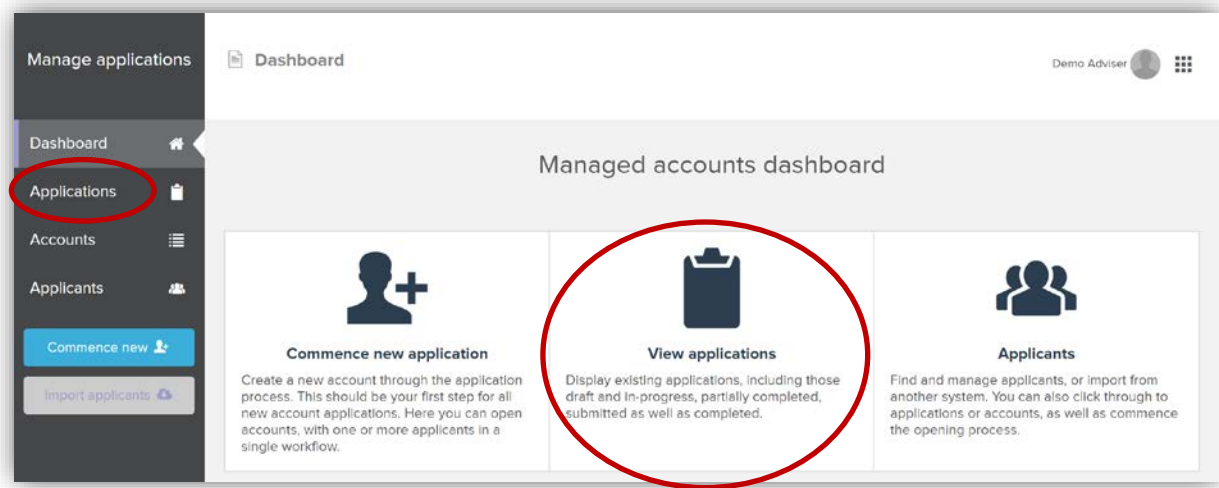 Manage applications
Dashboard
Demo Adviser
Dashboard
Applications
Accounts
Applicants
Commence new
Import applicants
Managed accounts dashboard
Commence new application
Create a new account through the application
process. This should be your first step for all
new account applications. Here you can open
accounts, with one or more applicants in a
single workflow.
View applications
Display existing applications, including those
draft and in-progress, partially completed,
submitted as well as completed.
Applicants
Find and manage applicants, or import from
another system. You can also click through to
applications or accounts, as well as commence
the opening process.